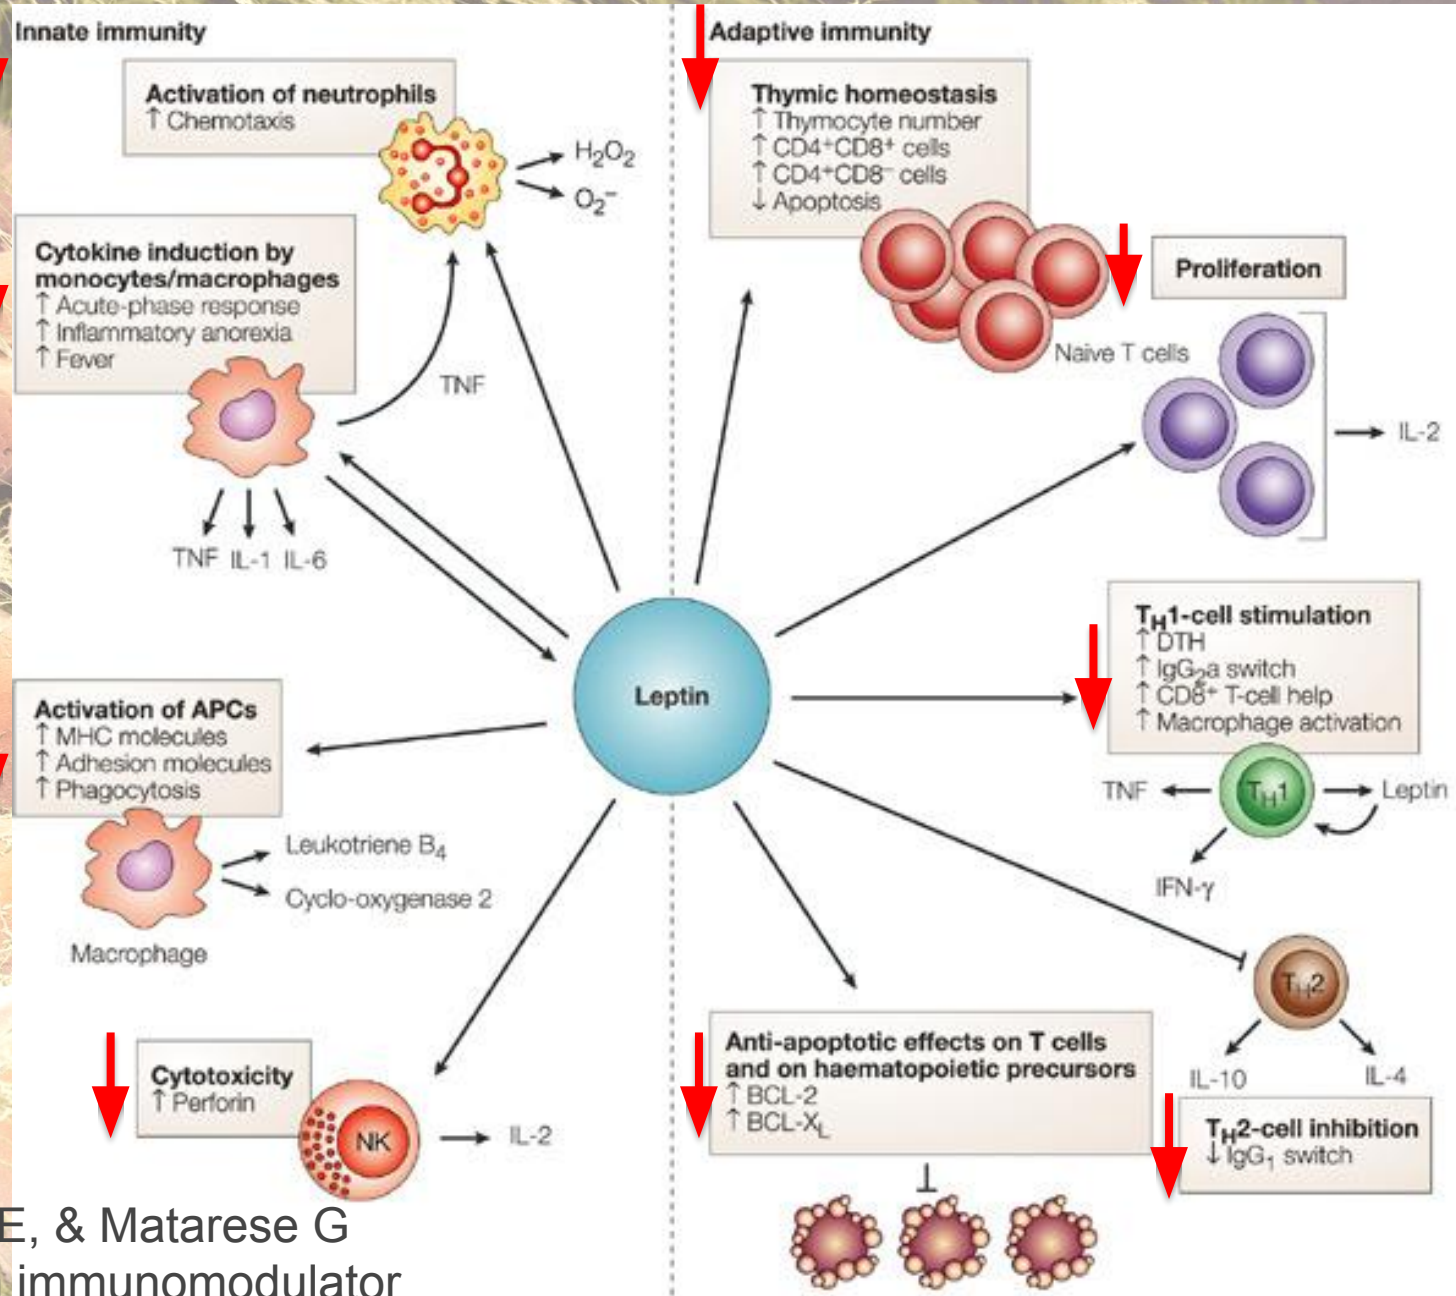 Innate immunity
Activation of neutrophils
↑ Chemotaxis
H₂O₂
O₂⁻
Cytokine induction by
monocytes/macrophages
↑ Acute-phase response
↑ Inflammatory anorexia
↑ Fever
TNF
TNF IL-1 IL-6
Activation of APCs
↑ MHC molecules
↑ Adhesion molecules
↑ Phagocytosis
Leukotriene B₄
Cyclo-oxygenase 2
Macrophage
Cytotoxicity
↑ Perforin
NK
IL-2
Leptin
Adaptive immunity
Thymic homeostasis
↑ Thymocyte number
↑ CD4⁺CD8⁺ cells
↑ CD4⁺CD8⁻ cells
↓ Apoptosis
Proliferation
Naive T cells
IL-2
T_H1-cell stimulation
↑ DTH
↑ IgG₂a switch
↑ CD8⁺ T-cell help
↑ Macrophage activation
TNF
T_H1
Leptin
IFN-γ
T_H2
IL-10
IL-4
Anti-apoptotic effects on T cells
and on haematopoietic precursors
↑ BCL-2
↑ BCL-X_L
T_H2-cell inhibition
↓ IgG₁ switch
E, & Matarese G
immunomodulator